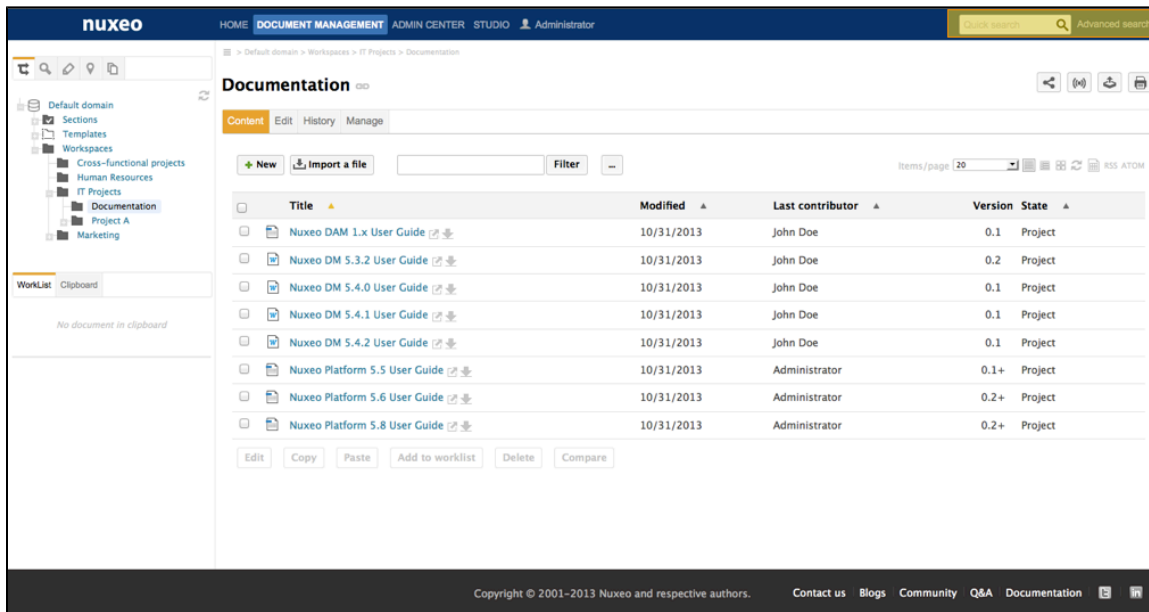 nuxeo
HOME DOCUMENT MANAGEMENT ADMIN CENTER STUDIO Administrator
Quick search Advanced search
> Default domain > Workspaces > IT Projects > Documentation
Default domain
Sections
Templates
Workspaces
Cross-functional projects
Human Resources
IT Projects
Documentation
Project A
Marketing
WorkList Clipboard
No document in clipboard
Documentation
Content Edit History Manage
+ New Import a file Filter ... Items/page 20 RSS ATOM
Title Modified Last contributor Version State
Nuxeo DAM 1.x User Guide 10/31/2013 John Doe 0.1 Project
Nuxeo DM 5.3.2 User Guide 10/31/2013 John Doe 0.2 Project
Nuxeo DM 5.4.0 User Guide 10/31/2013 John Doe 0.1 Project
Nuxeo DM 5.4.1 User Guide 10/31/2013 John Doe 0.1 Project
Nuxeo DM 5.4.2 User Guide 10/31/2013 John Doe 0.1 Project
Nuxeo Platform 5.5 User Guide 10/31/2013 Administrator 0.1+ Project
Nuxeo Platform 5.6 User Guide 10/31/2013 Administrator 0.2+ Project
Nuxeo Platform 5.8 User Guide 10/31/2013 Administrator 0.2+ Project
Edit Copy Paste Add to worklist Delete Compare
Copyright © 2001-2013 Nuxeo and respective authors. Contact us Blogs Community Q&A Documentation